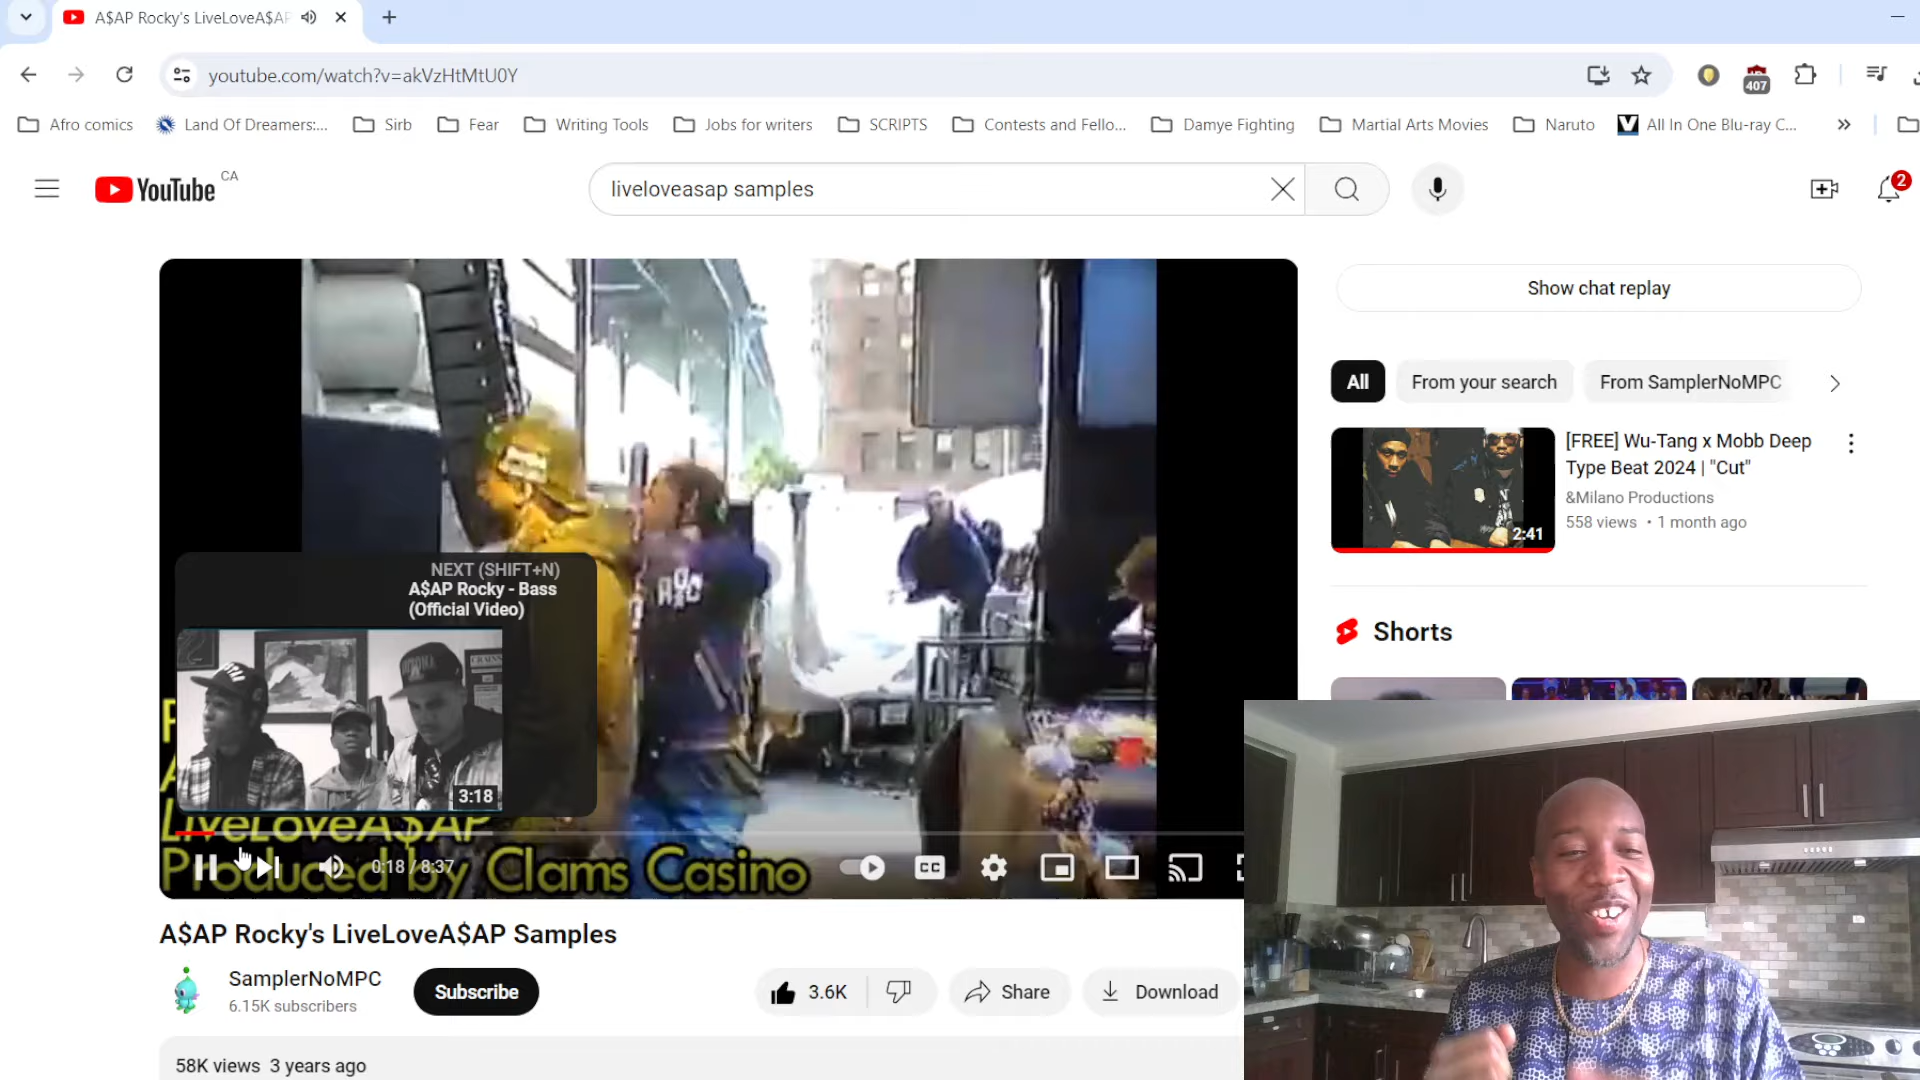 A$AP Rocky's LiveLoveA$AP
youtube.com/watch?v=akVzHtMtU0Y
407
Afro comics
Land Of Dreamers:...
Sirb
Fear
Writing Tools
Jobs for writers
SCRIPTS
Contests and Fello...
Damye Fighting
Martial Arts Movies
Naruto
All In One Blu-ray C...
YouTube CA
liveloveasap samples
2
Show chat replay
All
From your search
From SamplerNoMPC
[FREE] Wu-Tang x Mobb Deep
Type Beat 2024 | "Cut"
&Milano Productions
558 views • 1 month ago
2:41
Shorts
NEXT (SHIFT+N)
A$AP Rocky - Bass
(Official Video)
3:18
LiveLoveA$AP
Produced by Clams Casino
0:18 / 8:37
CC
A$AP Rocky's LiveLoveA$AP Samples
SamplerNoMPC
6.15K subscribers
Subscribe
3.6K
Share
Download
58K views 3 years ago